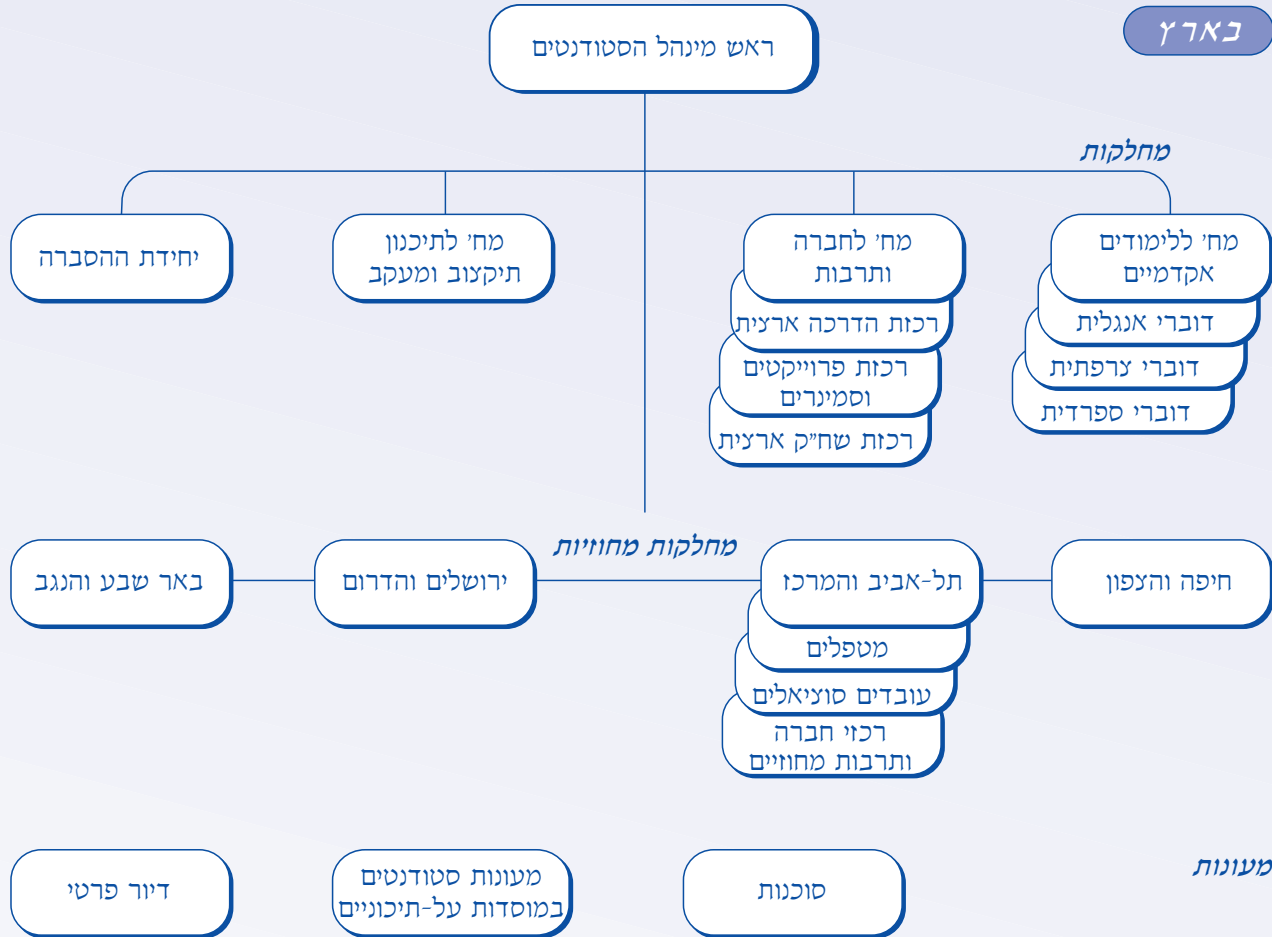 בארץ
ראש מינהל הסטודנטים
מחלקות
מח' ללימודים
אקדמיים
דוברי אנגלית
דוברי צרפתית
דוברי ספרדית
מח' לחברה
ותרבות
רכזת הדרכה ארצית
רכזת פרוייקטים
וסמינרים
רכזת שח"ק ארצית
מח' לתיכנון
תיקצוב ומעקב
יחידת ההסברה
מחלקות מחוזיות
חיפה והצפון
תל-אביב והמרכז
מטפלים
עובדים סוציאלים
רכזי חברה
ותרבות מחוזיים
ירושלים והדרום
באר שבע והנגב
מעונות
סוכנות
מעונות סטודנטים
במוסדות על-תיכוניים
דיור פרטי